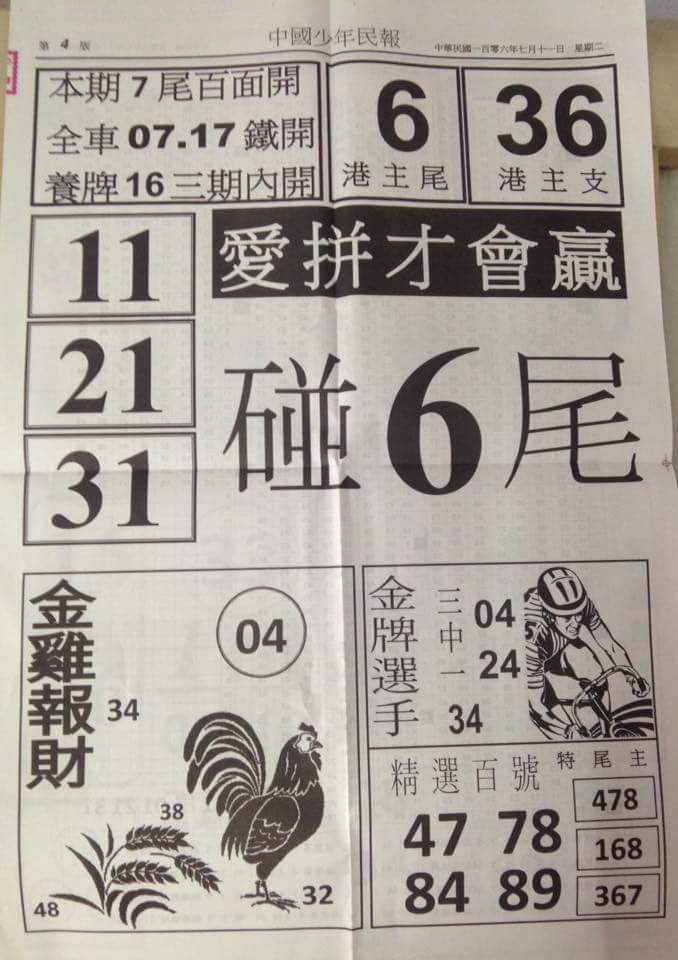 第 4 版
中國少年民報
中華民國一百零六年七月十一日 星期二
本期7尾百面開
全車07.17鐵開
養牌16三期內開
6
港主尾
36
港主支
11
21
31
愛拼才會贏
碰6尾
金雞報財
04
34
38
48
32
金牌選手
三中一
04
24
34
精選百號
47 78
84 89
特尾主
478
168
367